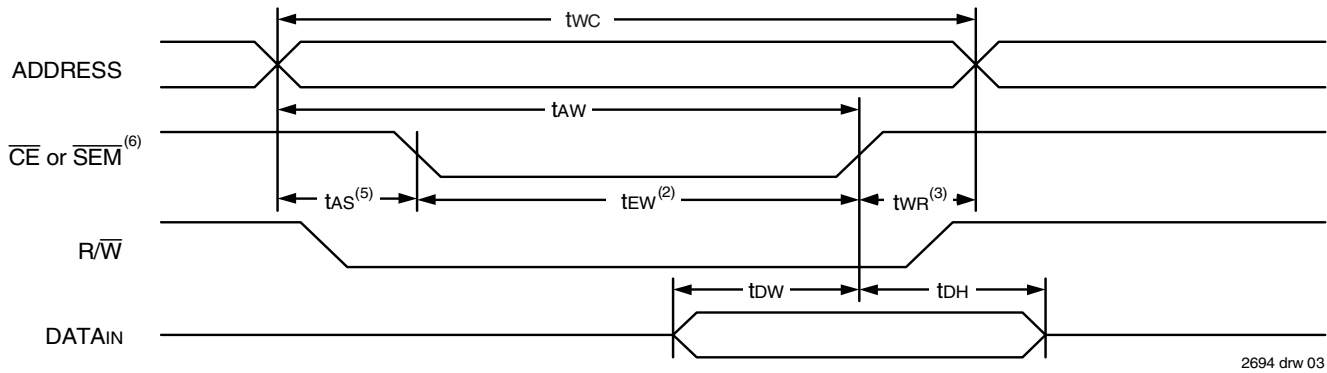 tWC
ADDRESS
tAW
CE or SEM(6)
tAS(5) tEW(2) tWR(3)
R/W
tDW tDH
DATAIN
2694 drw 03